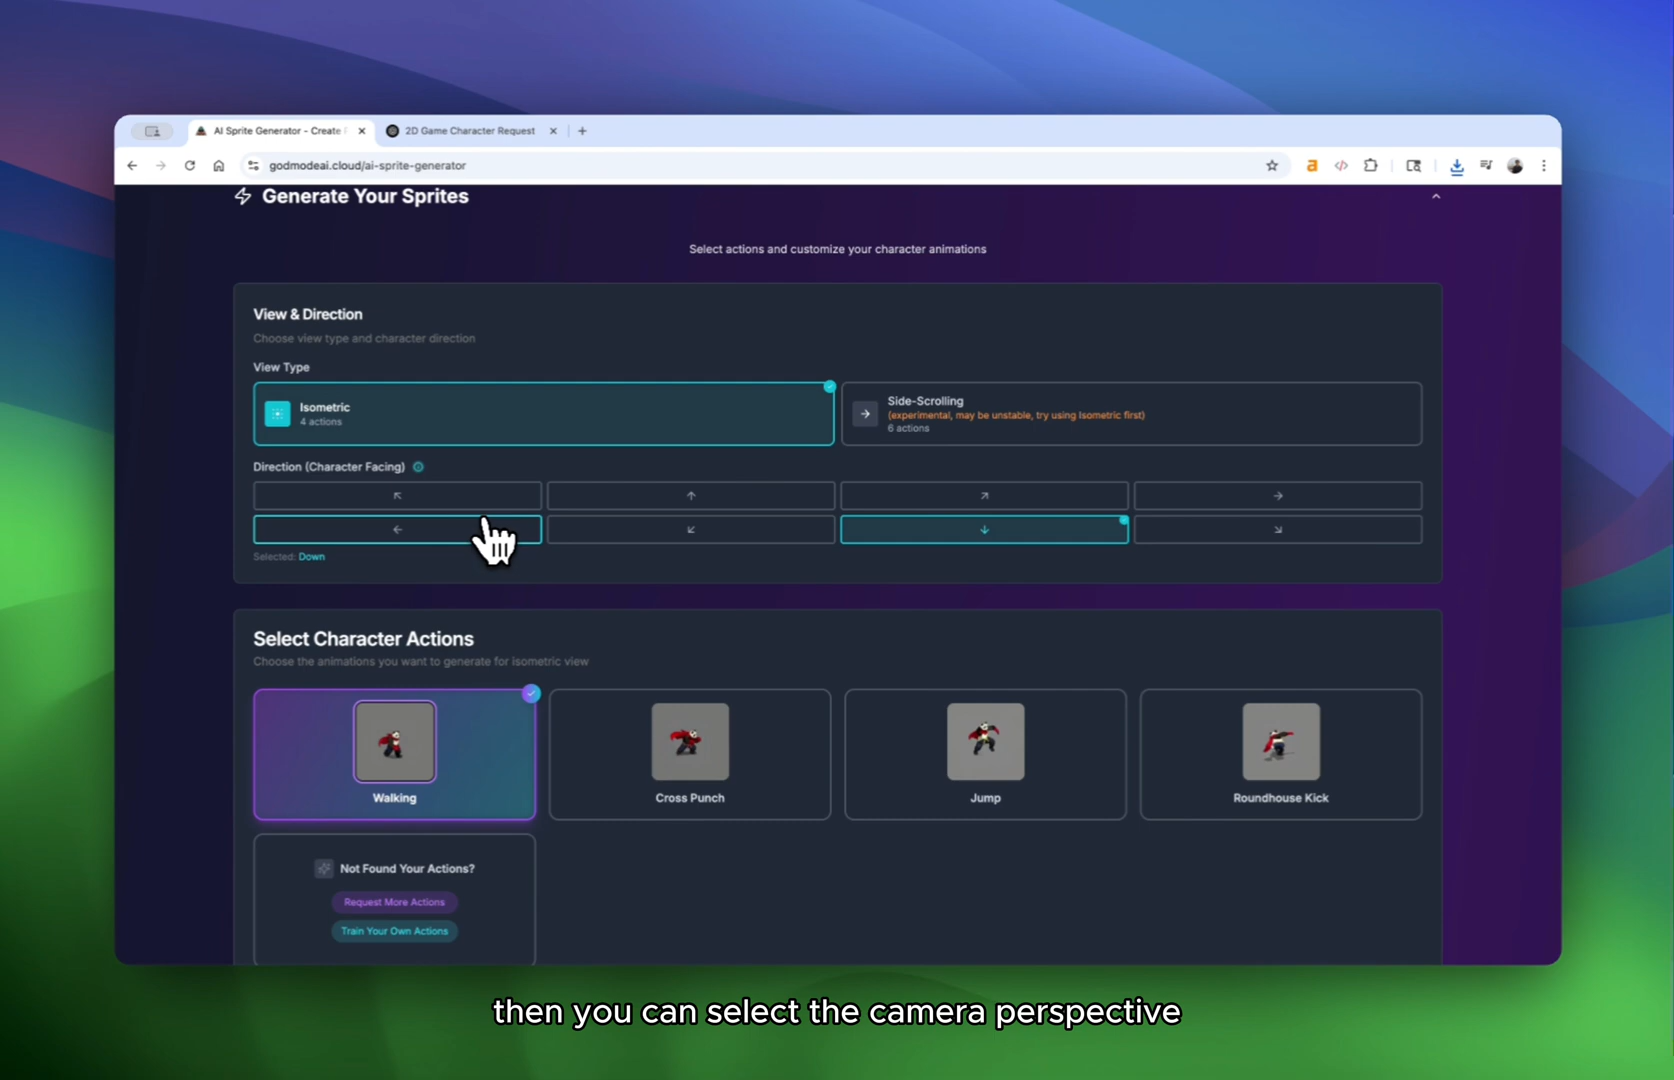 AI Sprite Generator - Create
2D Game Character Request
godmodeai.cloud/ai-sprite-generator
Generate Your Sprites
Select actions and customize your character animations
View & Direction
Choose view type and character direction
View Type
Isometric
4 actions
Side-Scrolling
(experimental, may be unstable, try using Isometric first)
6 actions
Direction (Character Facing)
Selected: Down
Select Character Actions
Choose the animations you want to generate for isometric view
Walking
Cross Punch
Jump
Roundhouse Kick
Not Found Your Actions?
Request More Actions
Train Your Own Actions
then you can select the camera perspective